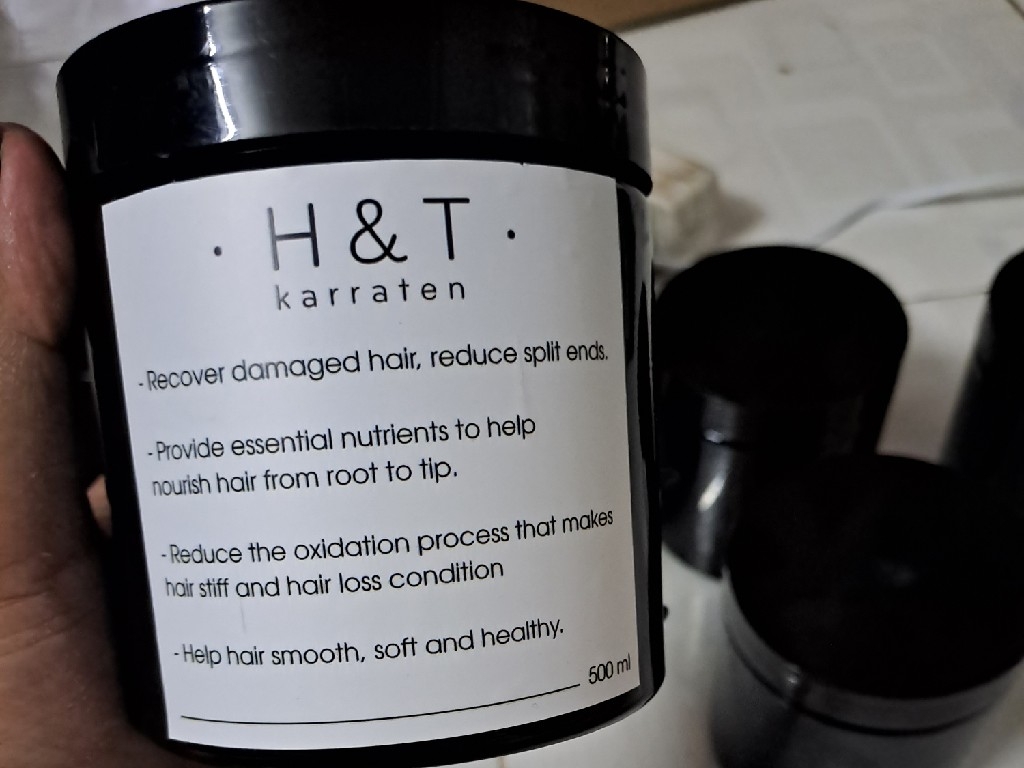 · H & T ·
karraten
-Recover damaged hair, reduce split ends.
-Provide essential nutrients to help
nourish hair from root to tip.
-Reduce the oxidation process that makes
hair stiff and hair loss condition
-Help hair smooth, soft and healthy.
500 ml